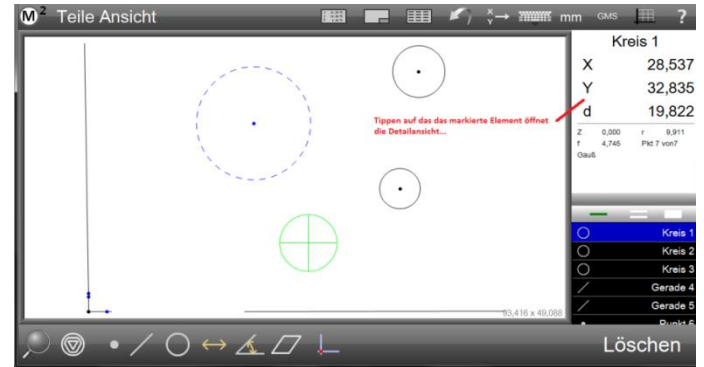 M² Teile Ansicht
X Y mm GMS ?
Kreis 1
X 28,537
Y 32,835
d 19,822
Tippen auf das das markierte Element öffnet
die Detailansicht...
Z 0,000 r 9,911
f 4,745 Pkt 7 von7
Gauß
Kreis 1
Kreis 2
Kreis 3
Gerade 4
Gerade 5
Punkt 6
93,416 x 49,088
Löschen